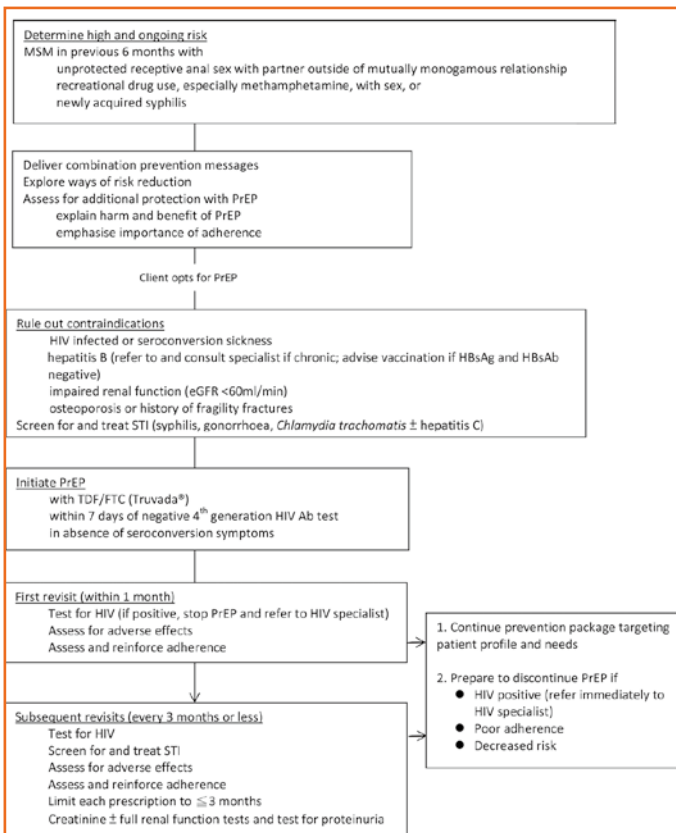 Determine high and ongoing risk
MSM in previous 6 months with
unprotected receptive anal sex with partner outside of mutually monogamous relationship
recreational drug use, especially methamphetamine, with sex, or
newly acquired syphilis
Deliver combination prevention messages
Explore ways of risk reduction
Assess for additional protection with PrEP
explain harm and benefit of PrEP
emphasise importance of adherence
Client opts for PrEP
Rule out contraindications
HIV infected or seroconversion sickness
hepatitis B (refer to and consult specialist if chronic; advise vaccination if HBsAg and HBsAb
negative)
impaired renal function (eGFR <60ml/min)
osteoporosis or history of fragility fractures
Screen for and treat STI (syphilis, gonorrhoea, Chlamydia trachomatis ± hepatitis C)
Initiate PrEP
with TDF/FTC (Truvada®)
within 7 days of negative 4th generation HIV Ab test
in absence of seroconversion symptoms
First revisit (within 1 month)
Test for HIV (if positive, stop PrEP and refer to HIV specialist)
Assess for adverse effects
Assess and reinforce adherence
1. Continue prevention package targeting
patient profile and needs
2. Prepare to discontinue PrEP if
● HIV positive (refer immediately to
HIV specialist)
● Poor adherence
● Decreased risk
Subsequent revisits (every 3 months or less)
Test for HIV
Screen for and treat STI
Assess for adverse effects
Assess and reinforce adherence
Limit each prescription to ≦3 months
Creatinine ± full renal function tests and test for proteinuria